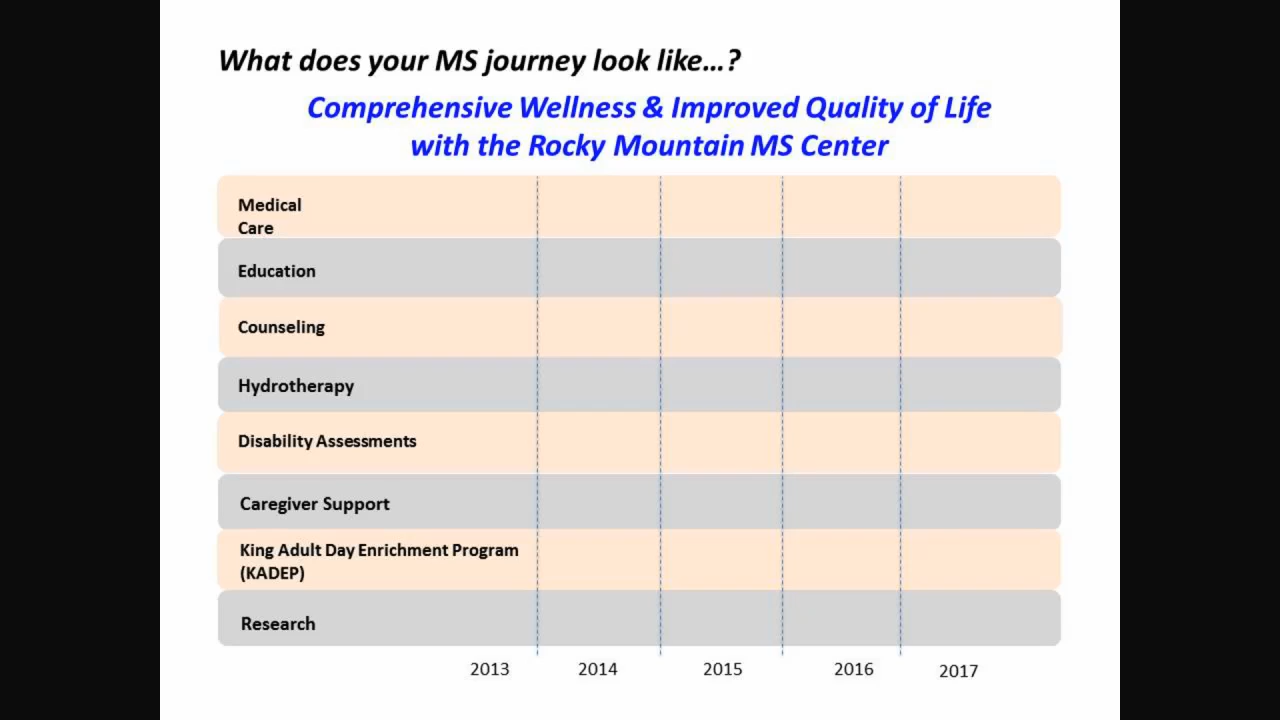 What does your MS journey look like...?
Comprehensive Wellness & Improved Quality of Life
with the Rocky Mountain MS Center
Medical
Care
Education
Counseling
Hydrotherapy
Disability Assessments
Caregiver Support
King Adult Day Enrichment Program
(KADEP)
Research
2013 2014 2015 2016 2017